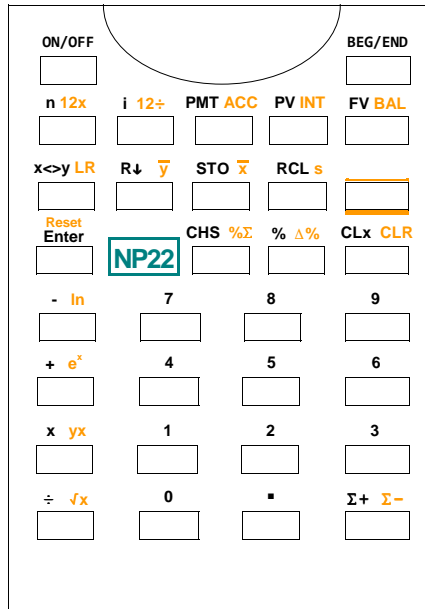 ON/OFF BEG/END
n 12x i 12÷ PMT ACC PV INT FV BAL
x<>y LR R↓ y̅ STO x̅ RCL s
Reset
Enter NP22 CHS %Σ % Δ% CLx CLR
- ln 7 8 9
+ eˣ 4 5 6
x yx 1 2 3
÷ √x 0 ▪ Σ+ Σ−